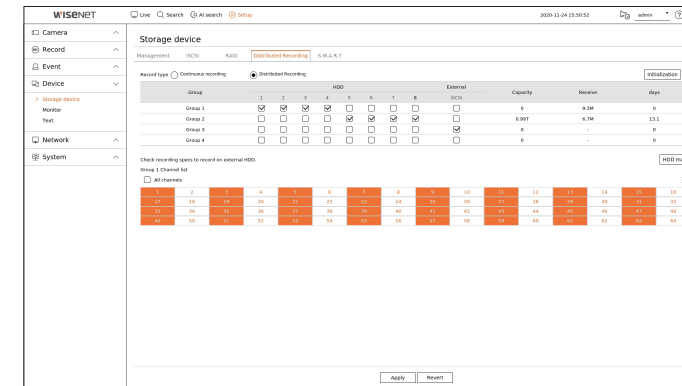 WISENET
Live Search AI search Setup 2020-11-24 15:50:52 admin ?
Camera
Record
Event
Device
> Storage device
Monitor
Text
Network
System
Storage device
Management iSCSI RAID Distributed Recording S.M.A.R.T
Record type Continuous recording Distributed Recording Initialization
Group HDD External Capacity Receive days
1 2 3 4 5 6 7 8 iSCSI
Group 1 0 9.3M 0
Group 2 0.99T 6.7M 13.1
Group 3 0 - 0
Group 4 0 - 0
Check recording specs to record on external HDD. HDD ma
Group 1 Channel list
All channels
1 2 3 4 5 6 7 8 9 10 11 12 13 14 15 16
17 18 19 20 21 22 23 24 25 26 27 28 29 30 31 32
33 34 35 36 37 38 39 40 41 42 43 44 45 46 47 48
49 50 51 52 53 54 55 56 57 58 59 60 61 62 63 64
Apply Revert